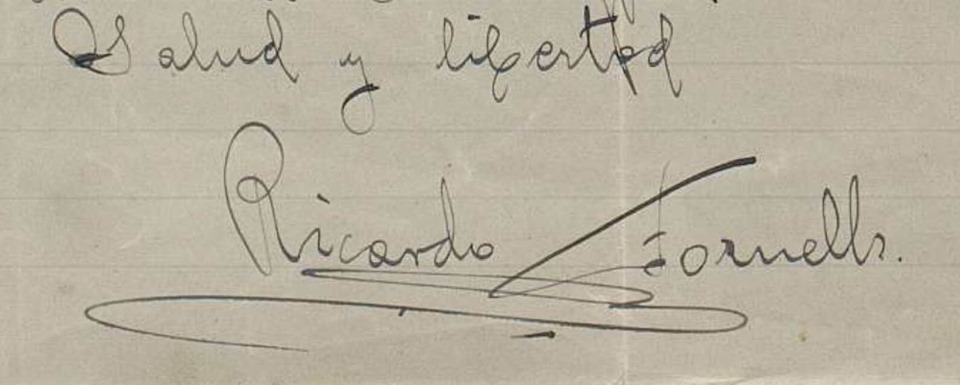 Salud y libertad
Ricardo Fornells.